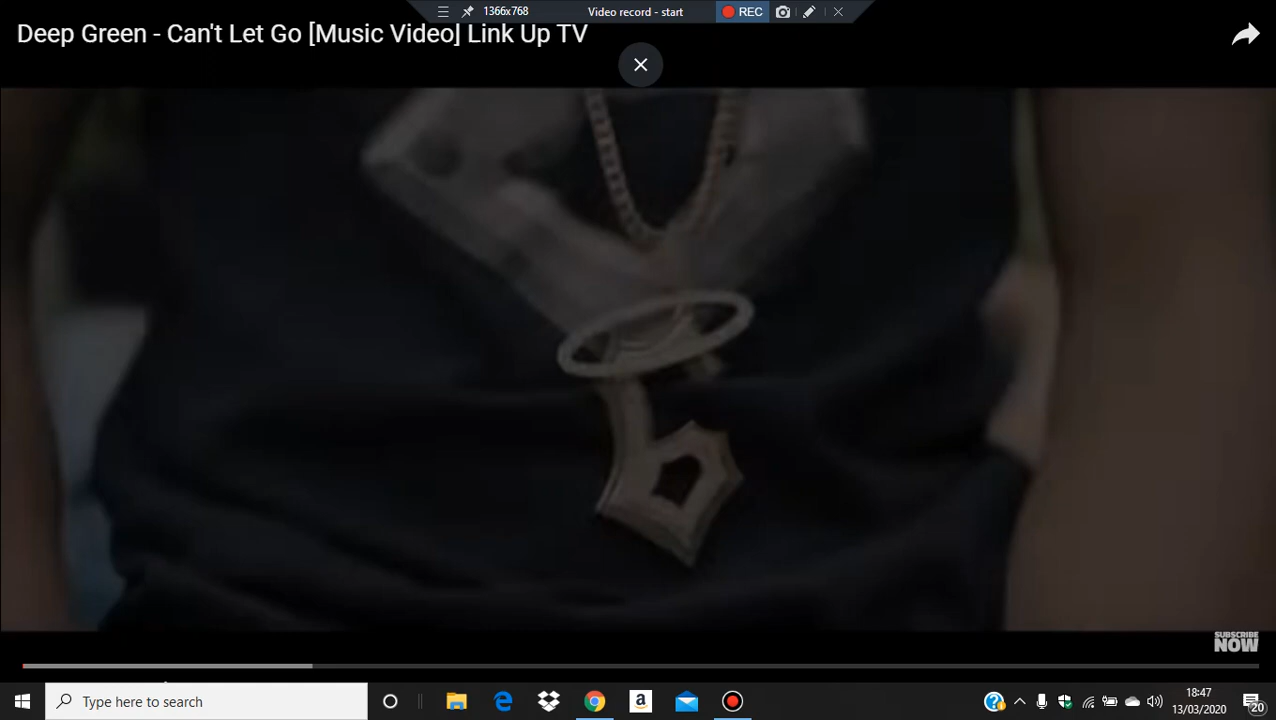 1366x768
Video record - start
REC
Deep Green - Can't Let Go [Music Video] Link Up TV
SUBSCRIBE
NOW
Type here to search
a
18:47
13/03/2020
20